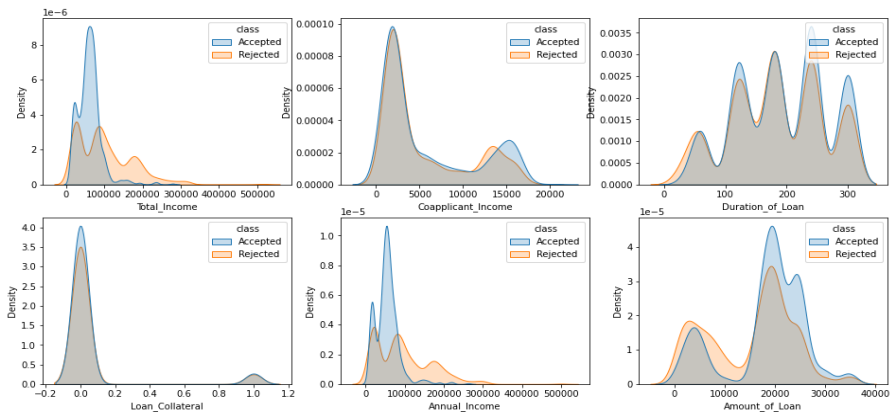 1e−6
class
Accepted
Rejected
8
6
4
2
0
Density
0
100000
200000
300000
400000
500000
Total_Income
class
Accepted
Rejected
0.00010
0.00008
0.00006
0.00004
0.00002
0.00000
Density
0
5000
10000
15000
20000
Coapplicant_Income
class
Accepted
Rejected
0.0035
0.0030
0.0025
0.0020
0.0015
0.0010
0.0005
0.0000
Density
0
100
200
300
Duration_of_Loan
class
Accepted
Rejected
4.0
3.5
3.0
2.5
2.0
1.5
1.0
0.5
0.0
Density
−0.2
0.0
0.2
0.4
0.6
0.8
1.0
1.2
Loan_Collateral
1e−5
class
Accepted
Rejected
1.0
0.8
0.6
0.4
0.2
0.0
Density
0
100000
200000
300000
400000
500000
Annual_Income
1e−5
class
Accepted
Rejected
4
3
2
1
0
Density
0
10000
20000
30000
40000
Amount_of_Loan